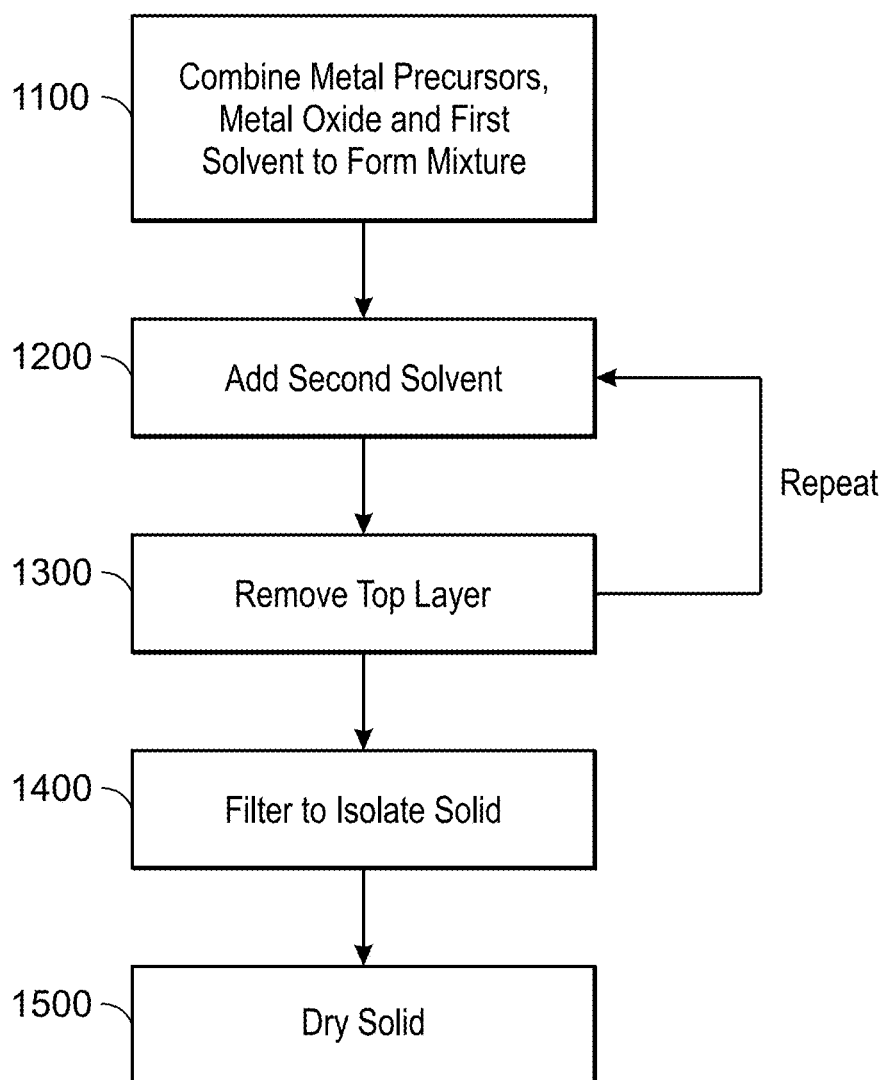 1100
Combine Metal Precursors,
Metal Oxide and First
Solvent to Form Mixture
1200
Add Second Solvent
Repeat
1300
Remove Top Layer
1400
Filter to Isolate Solid
1500
Dry Solid